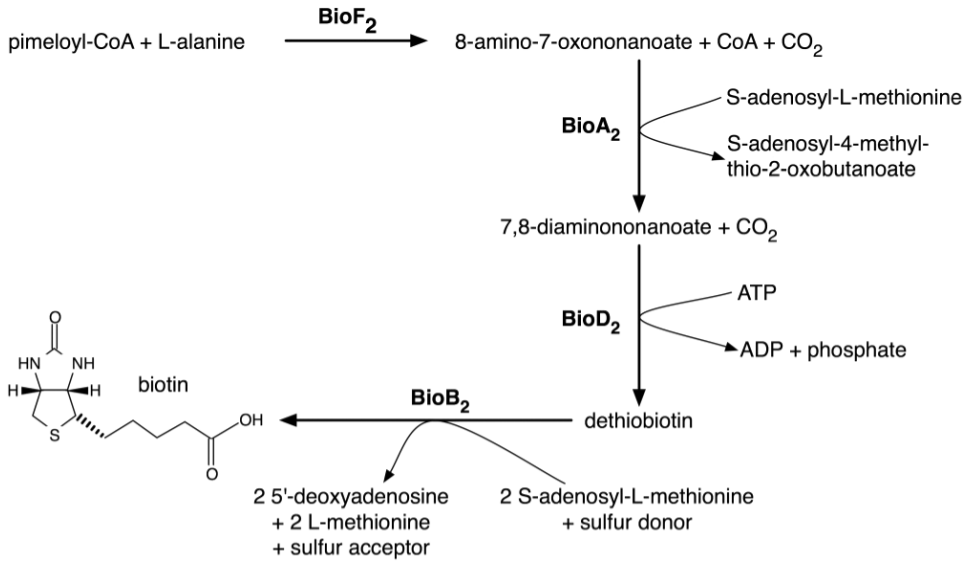 BioF2
pimeloyl-CoA + L-alanine
8-amino-7-oxononanoate + CoA + CO2
BioA2
S-adenosyl-L-methionine
S-adenosyl-4-methyl-
thio-2-oxobutanoate
7,8-diaminononanoate + CO2
BioD2
ATP
ADP + phosphate
dethiobiotin
BioB2
2 S-adenosyl-L-methionine
+ sulfur donor
2 5'-deoxyadenosine
+ 2 L-methionine
+ sulfur acceptor
biotin
O
HN
NH
H
H
S
OH
O